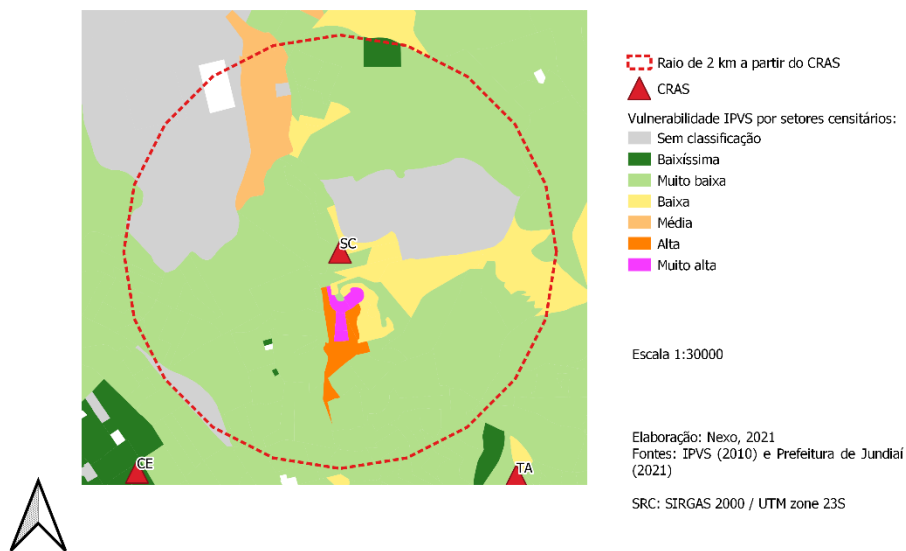 SC
CE
TA
Raio de 2 km a partir do CRAS
CRAS
Vulnerabilidade IPVS por setores censitários:
Sem classificação
Baixíssima
Muito baixa
Baixa
Média
Alta
Muito alta
Escala 1:30000
Elaboração: Nexo, 2021
Fontes: IPVS (2010) e Prefeitura de Jundiaí
(2021)
SRC: SIRGAS 2000 / UTM zone 23S